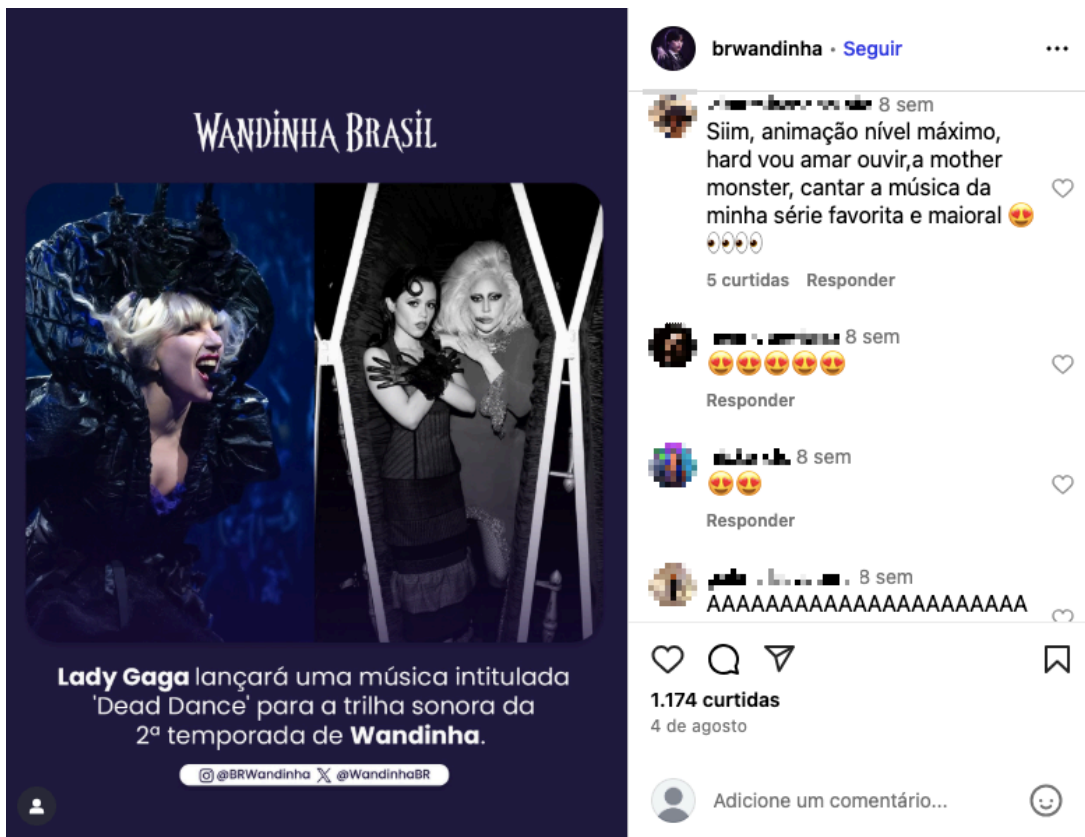 WANDINHA BRASIL
Lady Gaga lançará uma música intitulada
'Dead Dance' para a trilha sonora da
2ª temporada de Wandinha.
@BRWandinha @WandinhaBR
brwandinha • Seguir
8 sem
Siim, animação nível máximo,
hard vou amar ouvir,a mother
monster, cantar a música da
minha série favorita e maioral 😍
👀👀
5 curtidas Responder
8 sem
😍😍😍😍😍
Responder
8 sem
😍😍
Responder
8 sem
AAAAAAAAAAAAAAAAAAAAAA
1.174 curtidas
4 de agosto
Adicione um comentário...